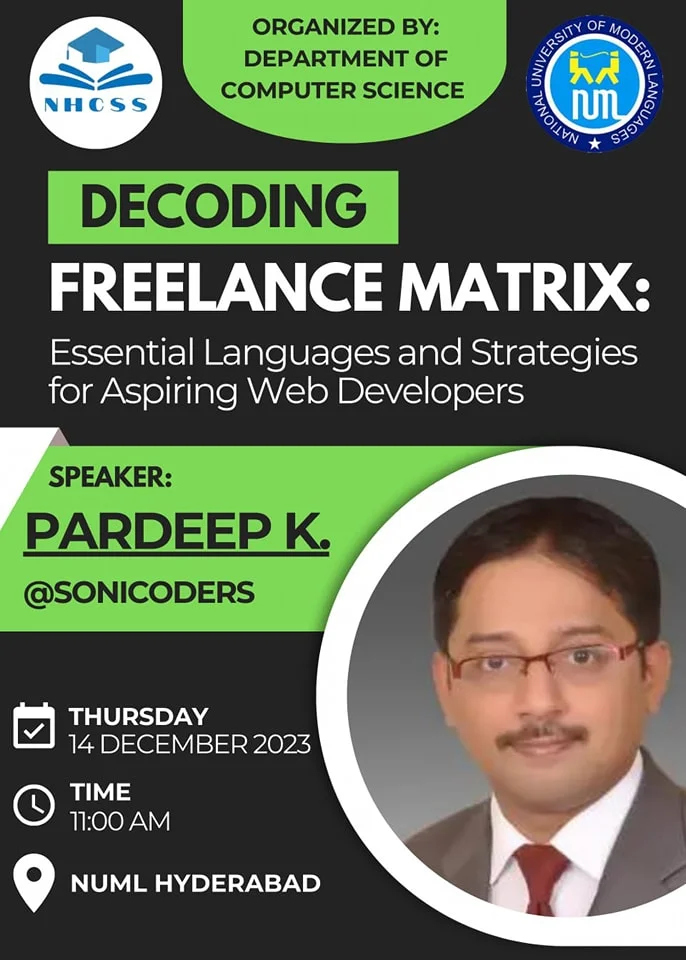 NHCSS
ORGANIZED BY:
DEPARTMENT OF
COMPUTER SCIENCE
NATIONAL UNIVERSITY OF MODERN LANGUAGES
NUML
DECODING
FREELANCE MATRIX:
Essential Languages and Strategies
for Aspiring Web Developers
SPEAKER:
PARDEEP K.
@SONICODERS
THURSDAY
14 DECEMBER 2023
TIME
11:00 AM
NUML HYDERABAD